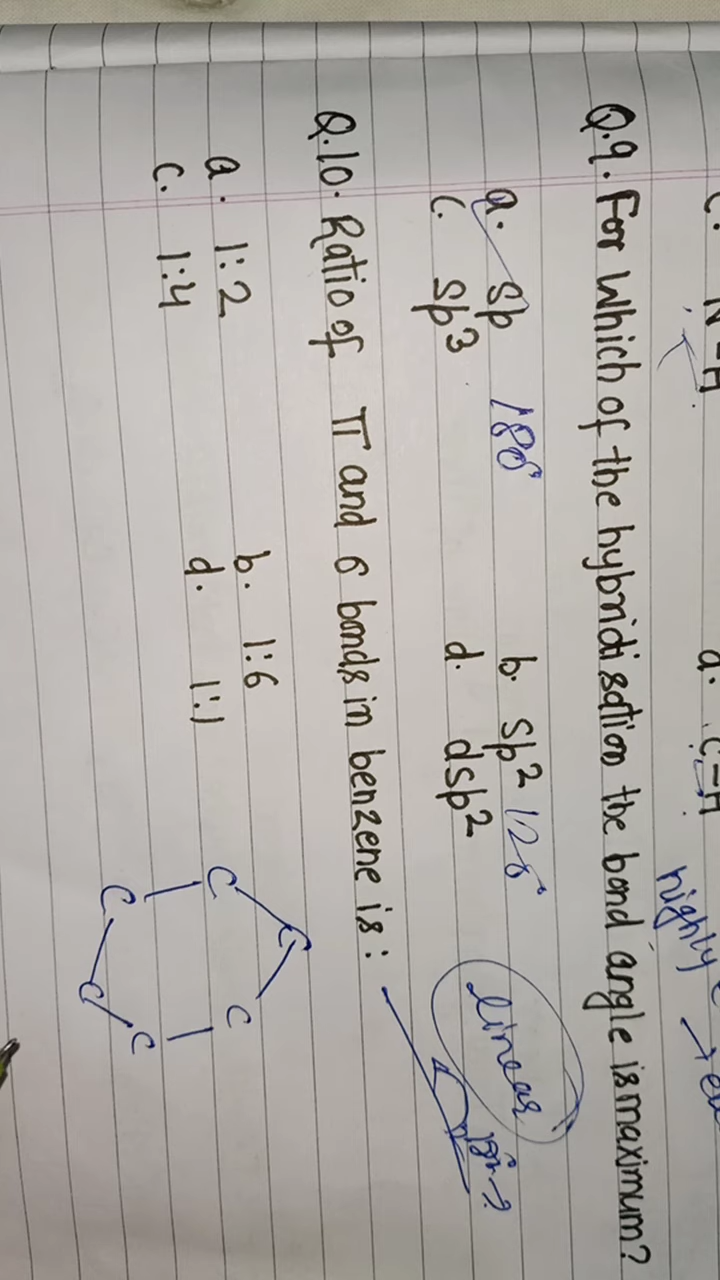 C. N-H a. C-H
highly
Q.9. For which of the hybridisation the bond angle is maximum?
a. sp 180° b. sp² 120°
c. sp³ d. dsp²
linear
Q.10. Ratio of π and σ bonds in benzene is:
a. 1:2 b. 1:6
c. 1:4 d. 1:1
C C C
C C C